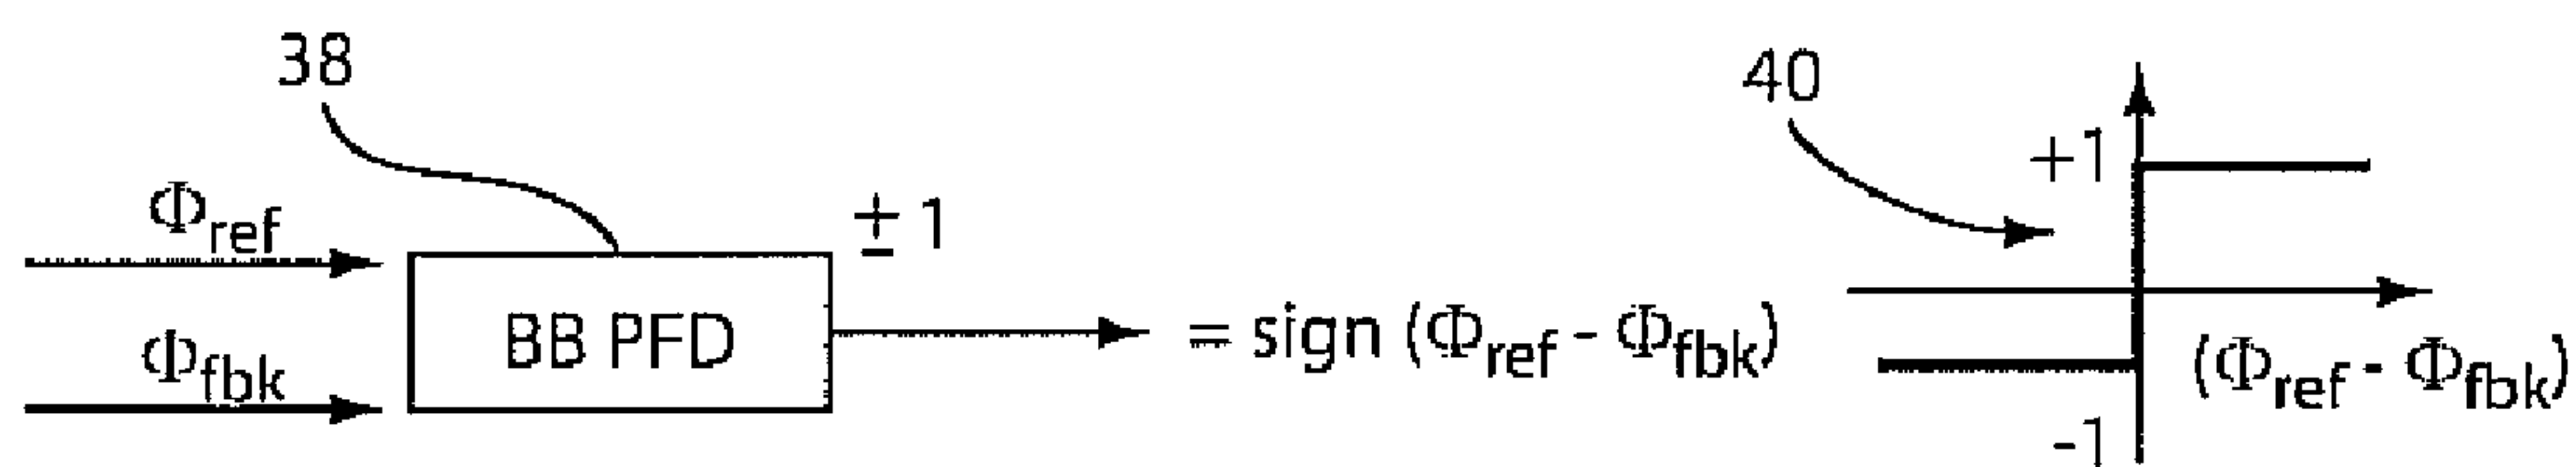 38
Φref
Φfbk
BB PFD
± 1
= sign (Φref - Φfbk)
40
+1
-1
(Φref - Φfbk)